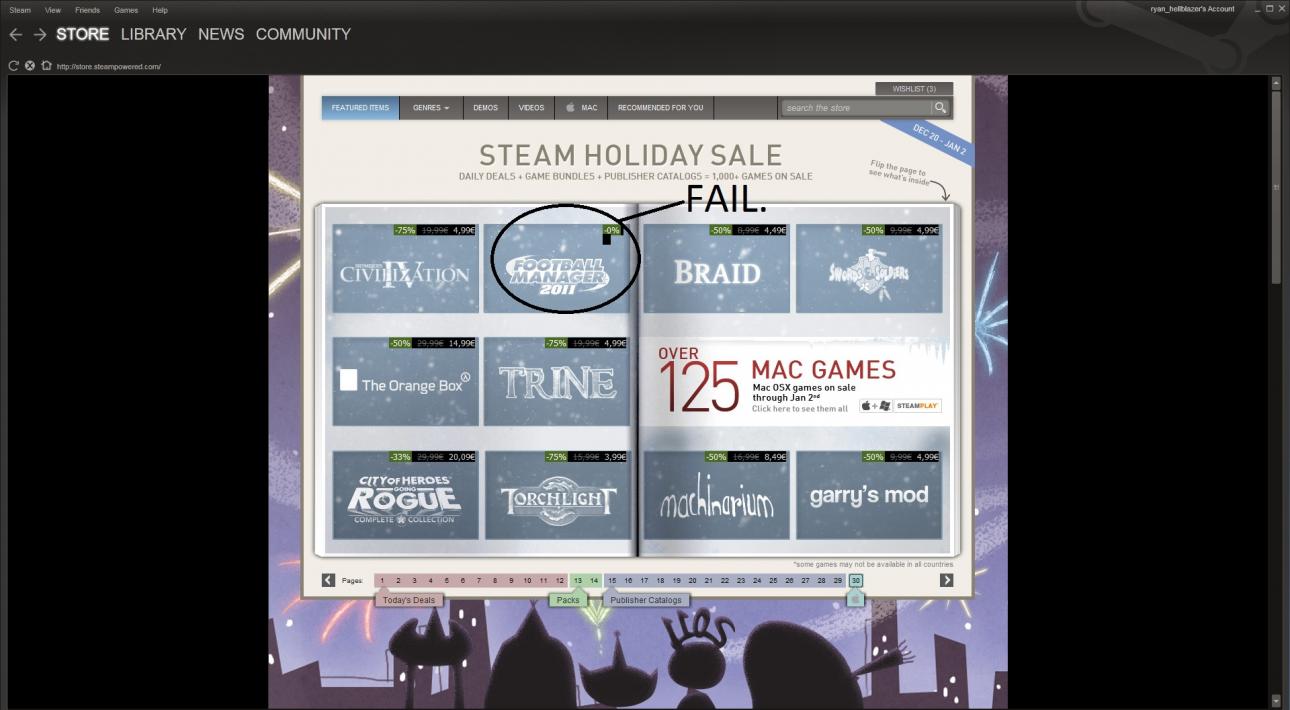 Steam View Friends Games Help
ryan_hellblazer's Account
STORE LIBRARY NEWS COMMUNITY
http://store.steampowered.com/
WISHLIST (3)
FEATURED ITEMS GENRES DEMOS VIDEOS MAC RECOMMENDED FOR YOU search the store
DEC 20 - JAN 2
STEAM HOLIDAY SALE
DAILY DEALS + GAME BUNDLES + PUBLISHER CATALOGS = 1,000+ GAMES ON SALE
Flip the page to
see what's inside
FAIL.
-75% 19,99€ 4,99€
CIVILIZATION IV
-0%
FOOTBALL
MANAGER
2011
-50% 8,99€ 4,49€
BRAID
-50% 9,99€ 4,99€
SWORDS & SOLDIERS
-50% 29,99€ 14,99€
The Orange Box
-75% 19,99€ 4,99€
TRINE
OVER
125
MAC GAMES
Mac OSX games on sale
through Jan 2nd
Click here to see them all
STEAMPLAY
-33% 29,99€ 20,09€
CITY OF HEROES
GOING
ROGUE
COMPLETE COLLECTION
-75% 15,99€ 3,99€
TORCHLIGHT
-50% 16,99€ 8,49€
machinarium
-50% 9,99€ 4,99€
garry's mod
*some games may not be available in all countries
Pages: 1 2 3 4 5 6 7 8 9 10 11 12 13 14 15 16 17 18 19 20 21 22 23 24 25 26 27 28 29 30
Today's Deals Packs Publisher Catalogs